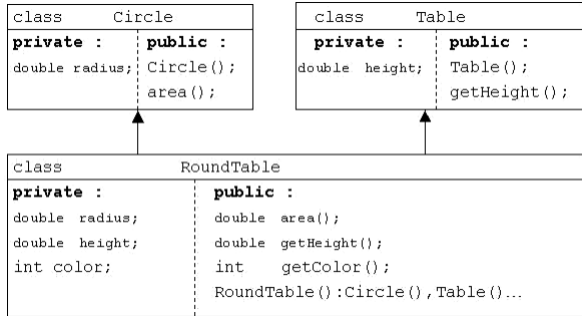 class Circle
private : public :
double radius; Circle();
area();
class Table
private : public :
double height; Table();
getHeight();
class RoundTable
private : public :
double radius; double area();
double height; double getHeight();
int color; int getColor();
RoundTable():Circle(),Table()...